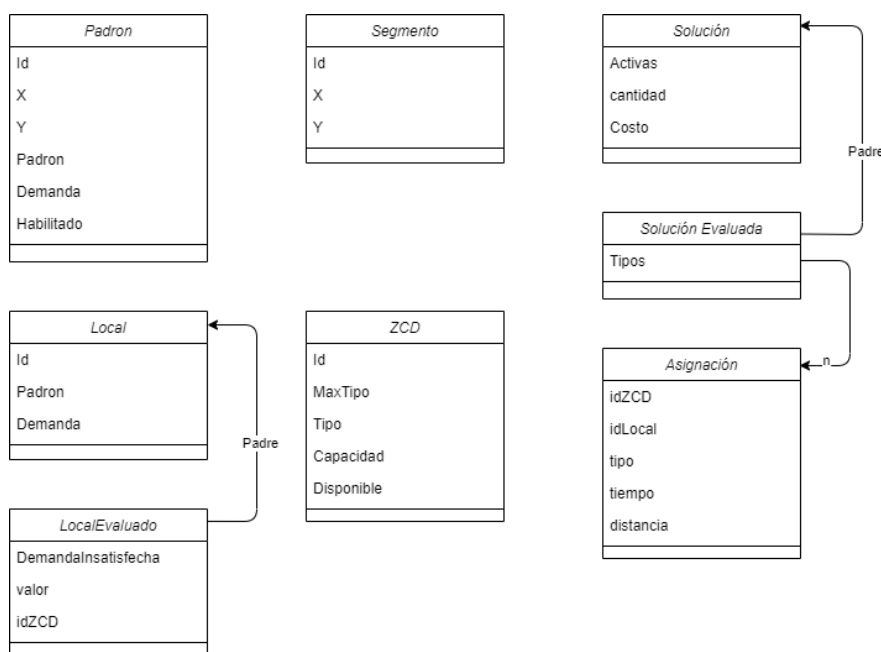 Padron
Id
X
Y
Padron
Demanda
Habilitado
Segmento
Id
X
Y
Solución
Activas
cantidad
Costo
Padre
Solución Evaluada
Tipos
Local
Id
Padron
Demanda
Padre
ZCD
Id
MaxTipo
Tipo
Capacidad
Disponible
n
Asignación
idZCD
idLocal
tipo
tiempo
distancia
LocalEvaluado
DemandaInsatisfecha
valor
idZCD